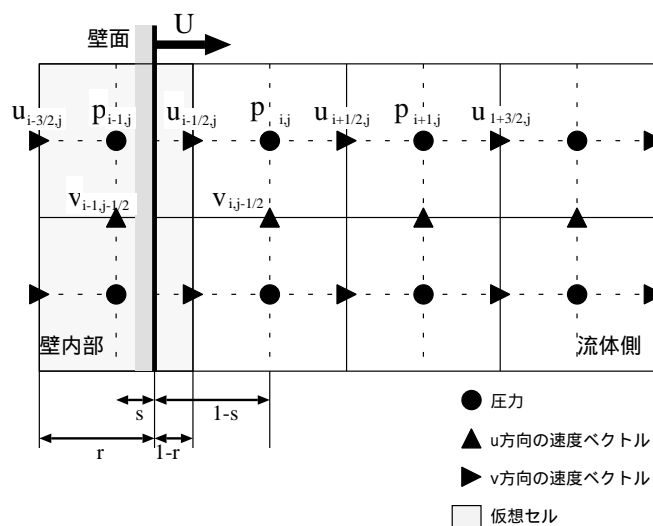 壁面
U
u i-3/2,j
p i-1,j
u i-1/2,j
p i,j
u i+1/2,j
p i+1,j
u 1+3/2,j
v i-1,j-1/2
v i,j-1/2
壁内部
流体側
s
1-s
r
1-r
圧力
u方向の速度ベクトル
v方向の速度ベクトル
仮想セル